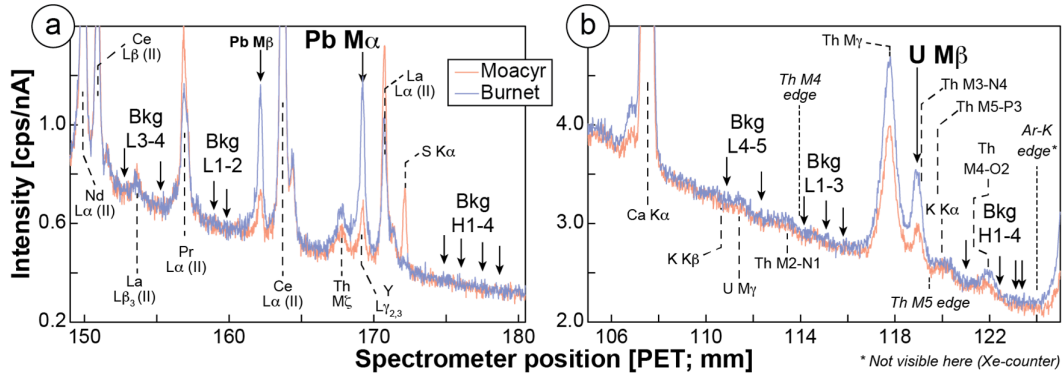 a
Ce
Lβ (II)
Pb Mβ
Pb Mα
Moacyr
Burnet
La
Lα (II)
Bkg
L3-4
Bkg
L1-2
S Kα
Bkg
H1-4
Nd
Lα (II)
La
Lβ3 (II)
Pr
Lα (II)
Ce
Lα (II)
Th
Mζ
Y
Lγ2,3
1.4
1.0
0.6
0.2
150
160
170
180
Intensity [cps/nA]
b
Th Mγ
U Mβ
Th M4
edge
Th M3-N4
Th M5-P3
Ar-K
edge*
Bkg
L4-5
Bkg
L1-3
Th
M4-O2
K Kα
Bkg
H1-4
Ca Kα
K Kβ
U Mγ
Th M2-N1
Th M5 edge
4.0
3.0
2.0
106
110
114
118
122
Spectrometer position [PET; mm]
* Not visible here (Xe-counter)